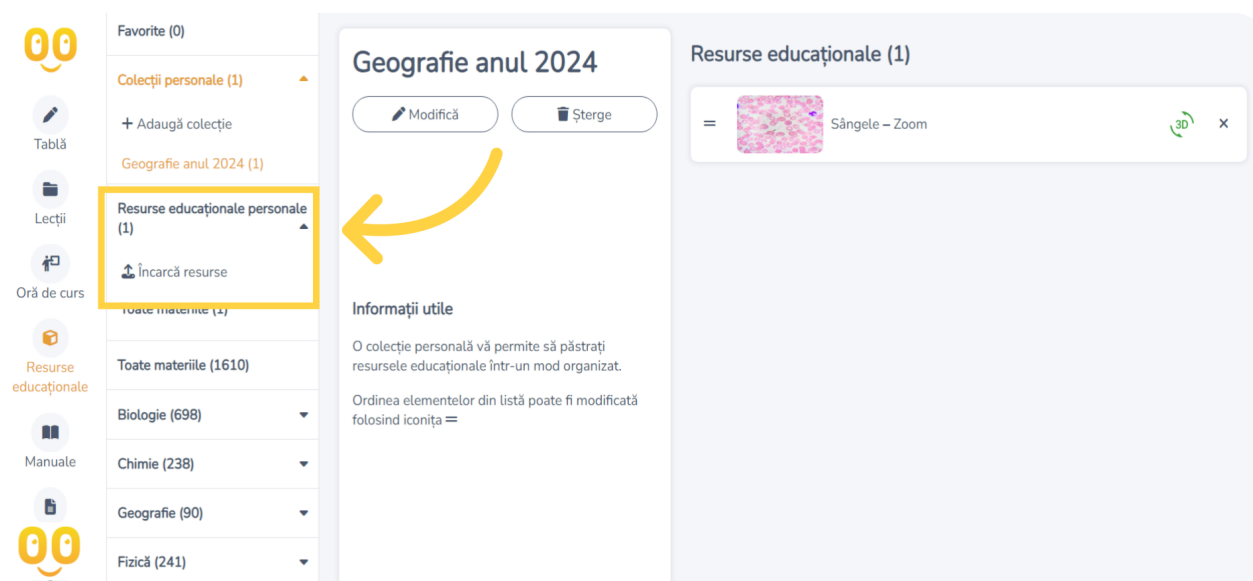 Tablă
Lecții
Oră de curs
Resurse
educaționale
Manuale
Favorite (0)
Colecții personale (1)
+ Adaugă colecție
Geografie anul 2024 (1)
Resurse educaționale personale
(1)
Încarcă resurse
Toate materiile (1)
Toate materiile (1610)
Biologie (698)
Chimie (238)
Geografie (90)
Fizică (241)
Geografie anul 2024
Modifică
Șterge
Informații utile
O colecție personală vă permite să păstrați
resursele educaționale într-un mod organizat.
Ordinea elementelor din listă poate fi modificată
folosind iconița =
Resurse educaționale (1)
Sângele – Zoom
3D